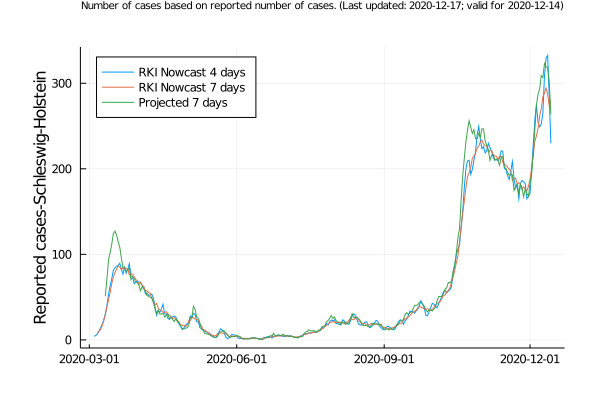 Number of cases based on reported number of cases. (Last updated: 2020-12-17; valid for 2020-12-14)
RKI Nowcast 4 days
RKI Nowcast 7 days
Projected 7 days
Reported cases-Schleswig-Holstein
300
200
100
0
2020-03-01
2020-06-01
2020-09-01
2020-12-01